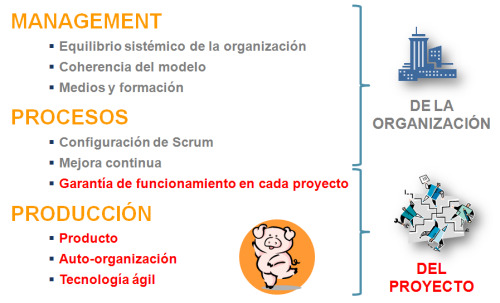 MANAGEMENT
▪ Equilibrio sistémico de la organización
▪ Coherencia del modelo
▪ Medios y formación
DE LA
ORGANIZACIÓN
PROCESOS
▪ Configuración de Scrum
▪ Mejora continua
▪ Garantía de funcionamiento en cada proyecto
PRODUCCIÓN
▪ Producto
▪ Auto-organización
▪ Tecnología ágil
DEL
PROYECTO